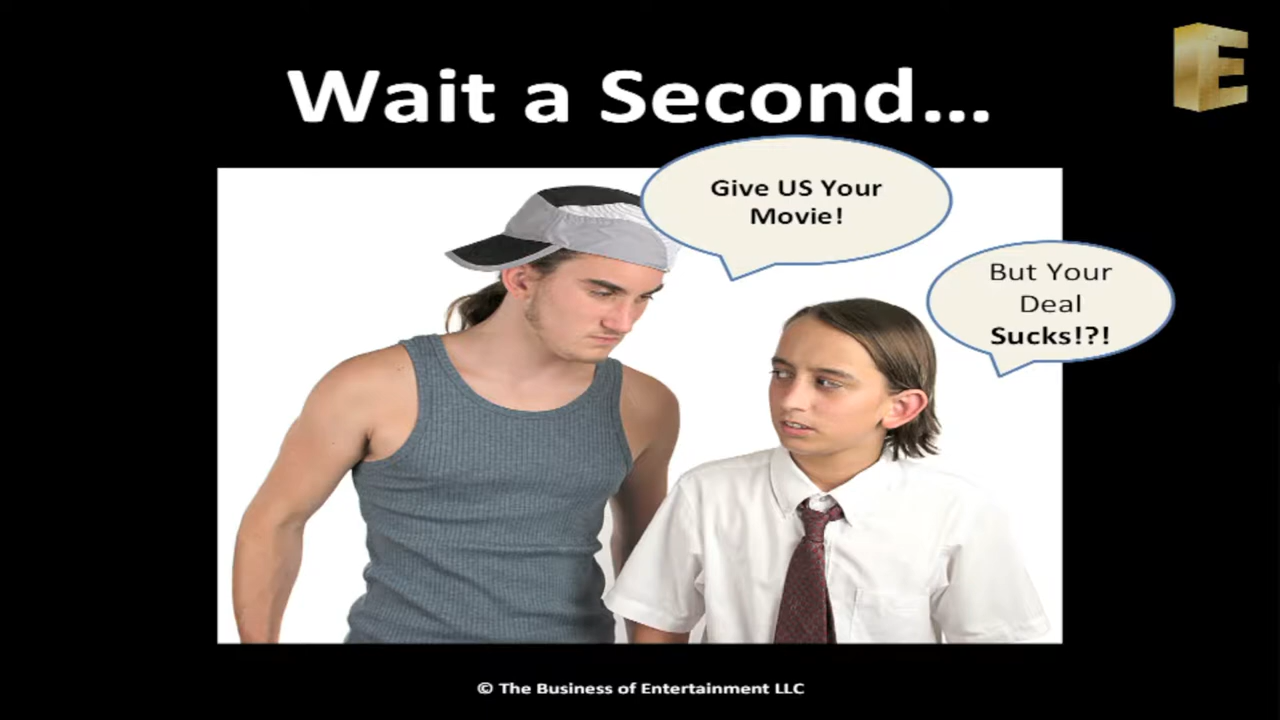 Wait a Second...
E
Give US Your
Movie!
But Your
Deal
Sucks!?!
© The Business of Entertainment LLC